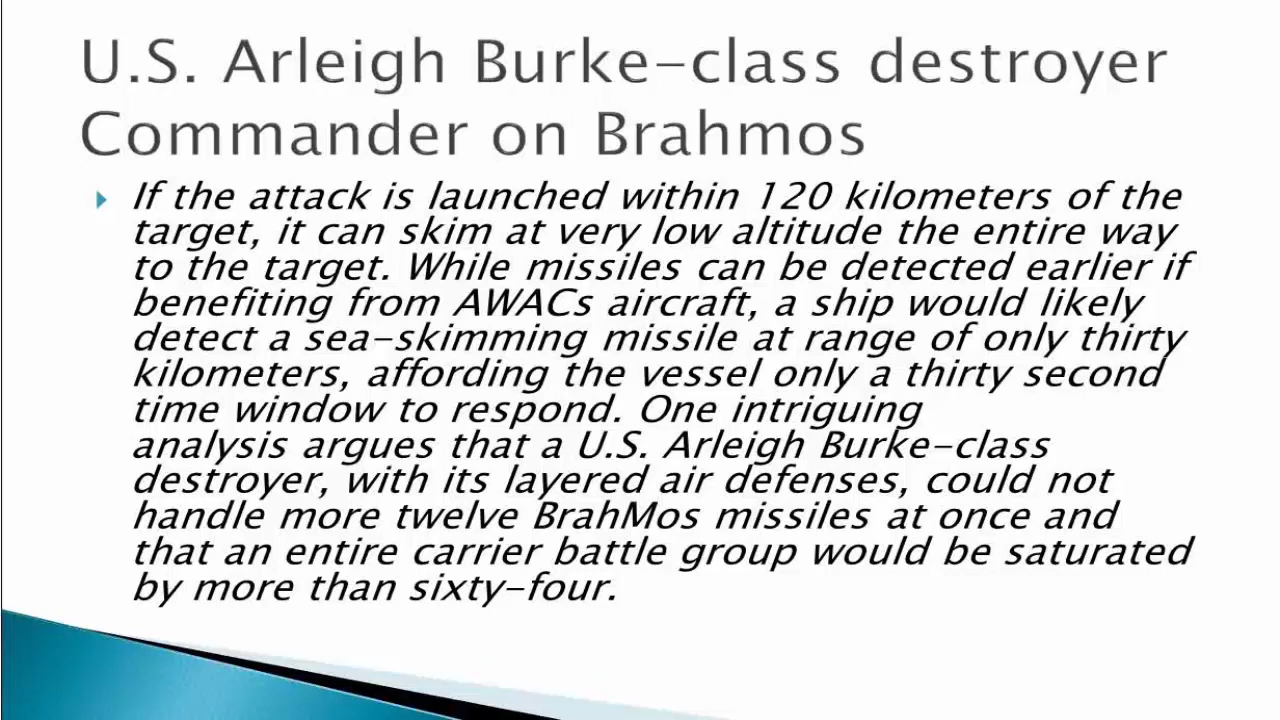 U.S. Arleigh Burke-class destroyer
Commander on Brahmos
If the attack is launched within 120 kilometers of the
target, it can skim at very low altitude the entire way
to the target. While missiles can be detected earlier if
benefiting from AWACs aircraft, a ship would likely
detect a sea-skimming missile at range of only thirty
kilometers, affording the vessel only a thirty second
time window to respond. One intriguing
analysis argues that a U.S. Arleigh Burke-class
destroyer, with its layered air defenses, could not
handle more twelve BrahMos missiles at once and
that an entire carrier battle group would be saturated
by more than sixty-four.